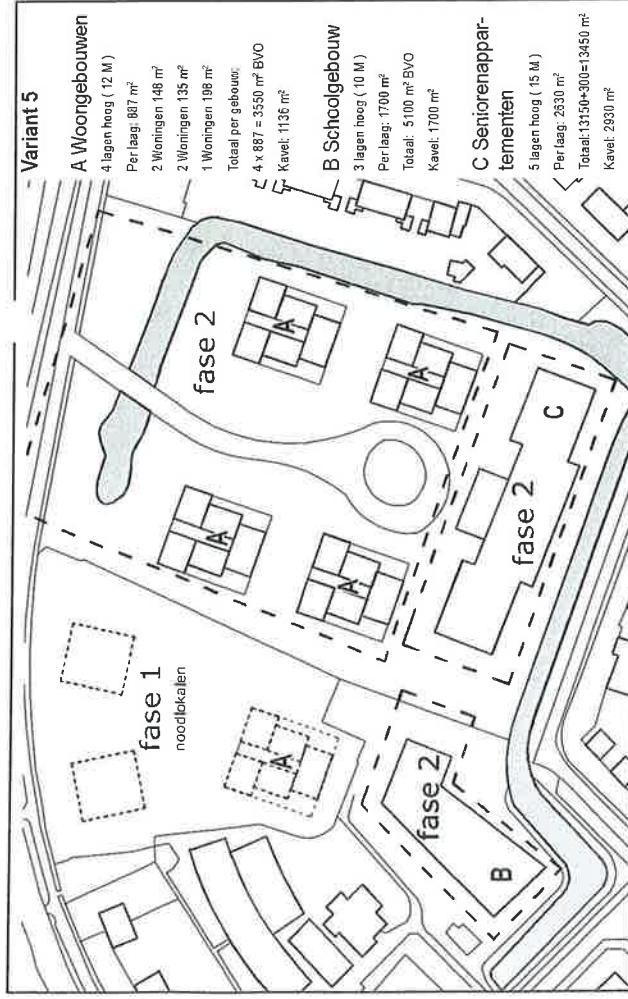 Variant 5
A Woongebouwen
4 lagen hoog ( 12 M )
Per laag: 887 m²
2 Woningen 148 m²
2 Woningen 135 m²
1 Woningen 198 m²
Totaal per gebouw:
4 x 887 = 3550 m² BVO
Kavel: 1136 m²
B Schoolgebouw
3 lagen hoog ( 10 M )
Per laag: 1700 m²
Totaal: 5100 m² BVO
Kavel: 1700 m²
C Seniorenappar-
tementen
5 lagen hoog ( 15 M )
Per laag: 2630 m²
Totaal:13150+300=13450 m²
Kavel: 2930 m²
fase 1
noodlokalen
A
fase 2
A
A
A
A
fase 2
B
fase 2
C